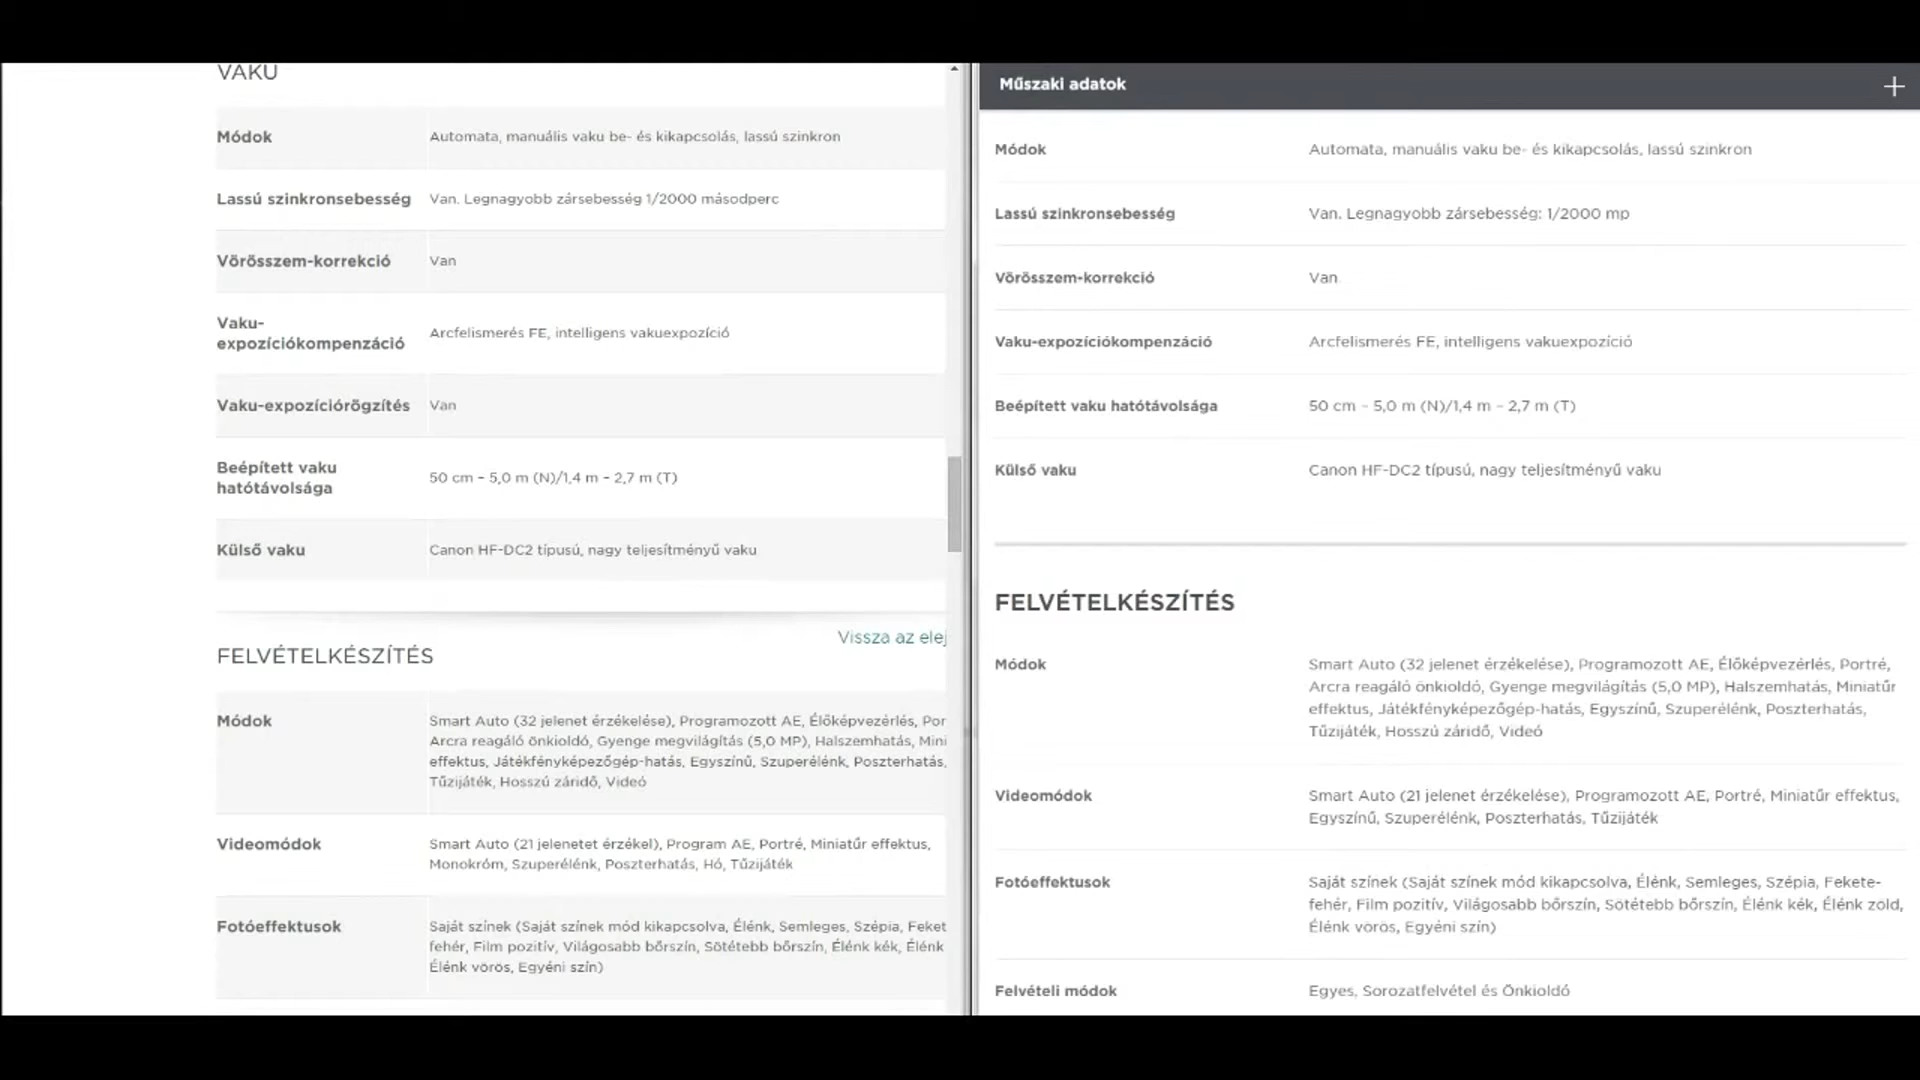 VAKU
Módok Automata, manuális vaku be- és kikapcsolás, lassú szinkron
Lassú szinkronsebesség Van. Legnagyobb zársebesség 1/2000 másodperc
Vörösszem-korrekció Van
Vaku-
expozíciókompenzáció Arcfelismerés FE, intelligens vakuexpozíció
Vaku-expozíciórögzítés Van
Beépített vaku
hatótávolsága 50 cm – 5,0 m (N)/1,4 m – 2,7 m (T)
Külső vaku Canon HF-DC2 típusú, nagy teljesítményű vaku
Vissza az elej
FELVÉTELKÉSZÍTÉS
Módok Smart Auto (32 jelenet érzékelése), Programozott AE, Élőképvezérlés, Por
Arcra reagáló önkioldó, Gyenge megvilágítás (5,0 MP), Halszemhatás, Mini
effektus, Játékfényképezőgép-hatás, Egyszínű, Szuperélénk, Poszterhatás,
Tűzijáték, Hosszú záridő, Videó
Videomódok Smart Auto (21 jelenetet érzékel), Program AE, Portré, Miniatűr effektus,
Monokróm, Szuperélénk, Poszterhatás, Hó, Tűzijáték
Fotóeffektusok Saját színek (Saját színek mód kikapcsolva, Élénk, Semleges, Szépia, Feket
fehér, Film pozitív, Világosabb bőrszín, Sötétebb bőrszín, Élénk kék, Élénk
Élénk vörös, Egyéni szín)
Műszaki adatok
Módok Automata, manuális vaku be- és kikapcsolás, lassú szinkron
Lassú szinkronsebesség Van. Legnagyobb zársebesség: 1/2000 mp
Vörösszem-korrekció Van
Vaku-expozíciókompenzáció Arcfelismerés FE, intelligens vakuexpozíció
Beépített vaku hatótávolsága 50 cm – 5,0 m (N)/1,4 m – 2,7 m (T)
Külső vaku Canon HF-DC2 típusú, nagy teljesítményű vaku
FELVÉTELKÉSZÍTÉS
Módok Smart Auto (32 jelenet érzékelése), Programozott AE, Élőképvezérlés, Portré,
Arcra reagáló önkioldó, Gyenge megvilágítás (5,0 MP), Halszemhatás, Miniatűr
effektus, Játékfényképezőgép-hatás, Egyszínű, Szuperélénk, Poszterhatás,
Tűzijáték, Hosszú záridő, Videó
Videomódok Smart Auto (21 jelenet érzékelése), Programozott AE, Portré, Miniatűr effektus,
Egyszínű, Szuperélénk, Poszterhatás, Tűzijáték
Fotóeffektusok Saját színek (Saját színek mód kikapcsolva, Élénk, Semleges, Szépia, Fekete-
fehér, Film pozitív, Világosabb bőrszín, Sötétebb bőrszín, Élénk kék, Élénk zöld,
Élénk vörös, Egyéni szín)
Felvételi módok Egyes, Sorozatfelvétel és Önkioldó